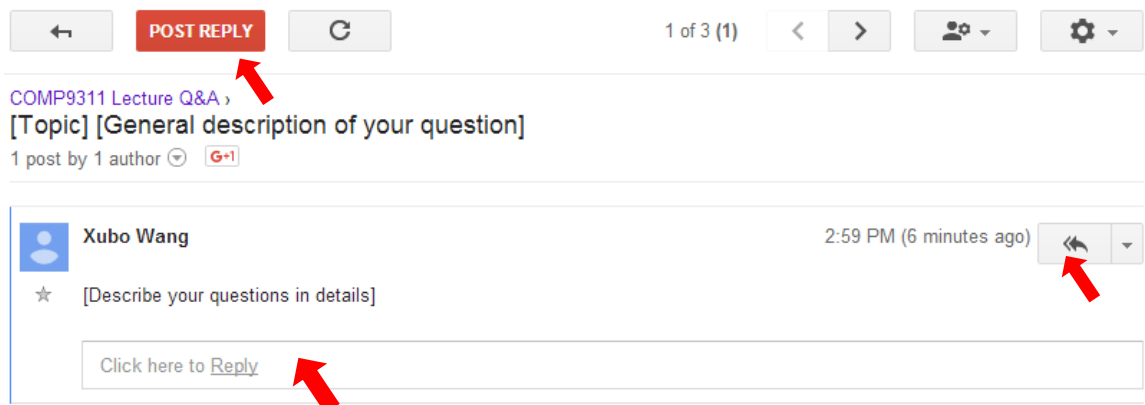 POST REPLY 1 of 3 (1)
COMP9311 Lecture Q&A ›
[Topic] [General description of your question]
1 post by 1 author G+1
Xubo Wang 2:59 PM (6 minutes ago)
[Describe your questions in details]
Click here to Reply